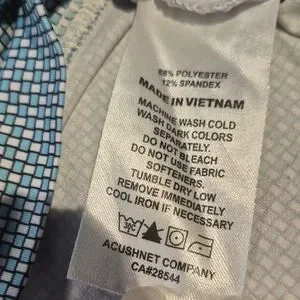 88% POLYESTER
12% SPANDEX
MADE IN VIETNAM
MACHINE WASH COLD
WASH DARK COLORS
SEPARATELY.
DO NOT BLEACH
DO NOT USE FABRIC
SOFTENERS.
TUMBLE DRY LOW
REMOVE IMMEDIATELY
COOL IRON IF NECESSARY
30C
ACUSHNET COMPANY
CA#28544